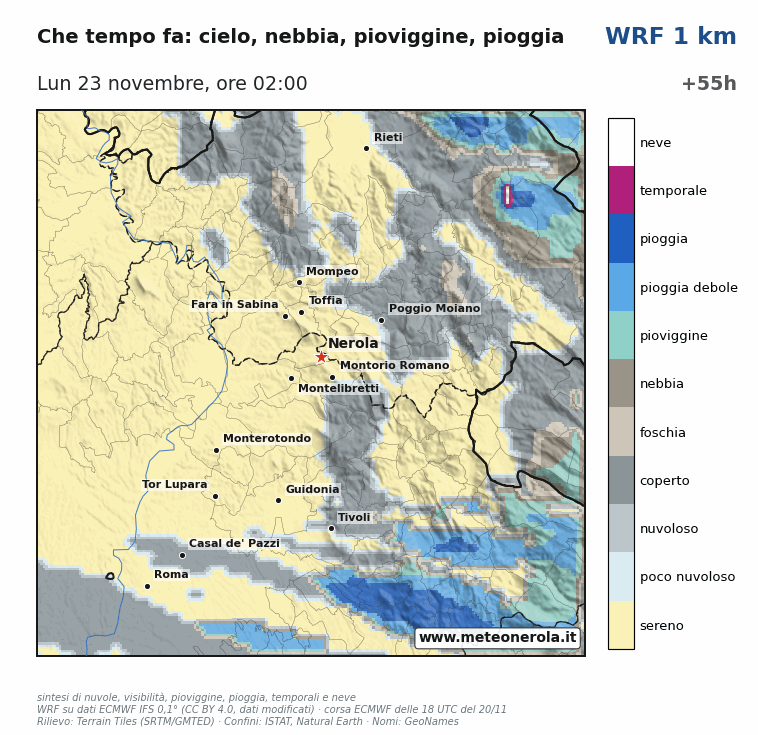 Che tempo fa: cielo, nebbia, pioviggine, pioggia
WRF 1 km
Lun 23 novembre, ore 02:00
+55h
Rieti
Mompeo
Fara in Sabina
Toffia
Poggio Moiano
Nerola
Montorio Romano
Montelibretti
Monterotondo
Tor Lupara
Guidonia
Tivoli
Casal de' Pazzi
Roma
www.meteonerola.it
neve
temporale
pioggia
pioggia debole
pioviggine
nebbia
foschia
coperto
nuvoloso
poco nuvoloso
sereno
sintesi di nuvole, visibilità, pioviggine, pioggia, temporali e neve
WRF su dati ECMWF IFS 0,1° (CC BY 4.0, dati modificati) · corsa ECMWF delle 18 UTC del 20/11
Rilievo: Terrain Tiles (SRTM/GMTED) · Confini: ISTAT, Natural Earth · Nomi: GeoNames